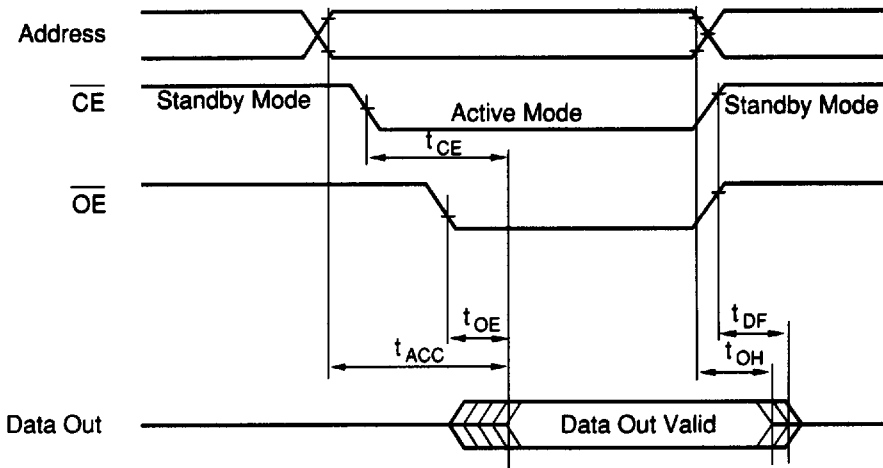 Address
CE
Standby Mode
Active Mode
Standby Mode
tCE
OE
tOE
tDF
tACC
tOH
Data Out
Data Out Valid